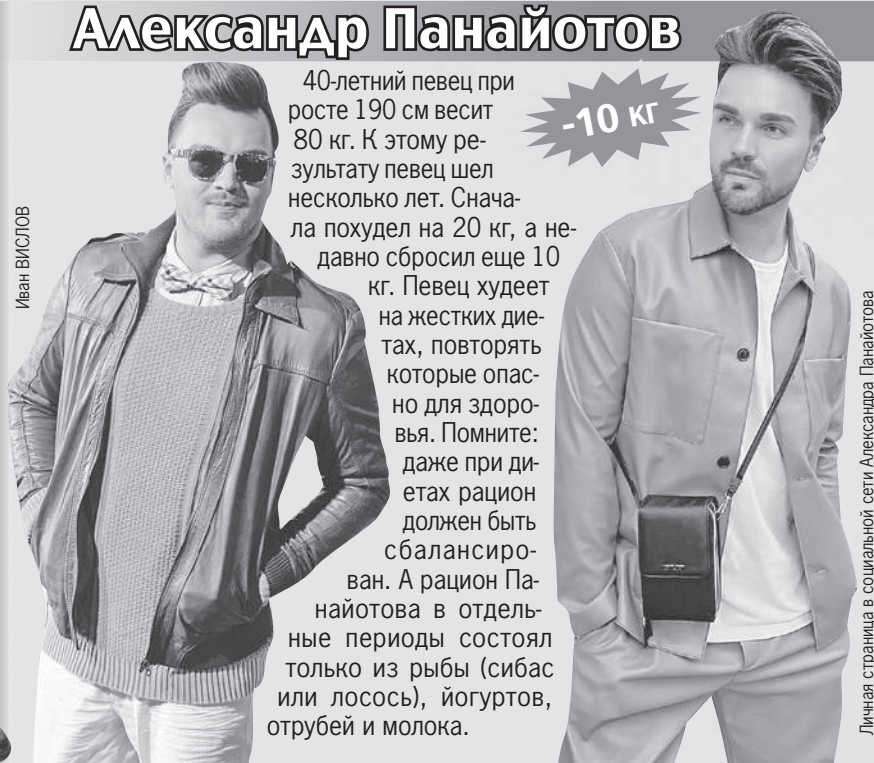 Александр Панайотов
40-летний певец при
росте 190 см весит
80 кг. К этому ре-
зультату певец шел
несколько лет. Снача-
ла похудел на 20 кг, а не-
давно сбросил еще 10
кг. Певец худеет
на жестких дие-
тах, повторять
которые опас-
но для здоро-
вья. Помните:
даже при ди-
етах рацион
должен быть
сбалансиро-
ван. А рацион Па-
найотова в отдель-
ные периоды состоял
только из рыбы (сибас
или лосось), йогуртов,
отрубей и молока.
-10 кг
Иван ВИСЛОВ
Личная страница в социальной сети Александра Панайотова